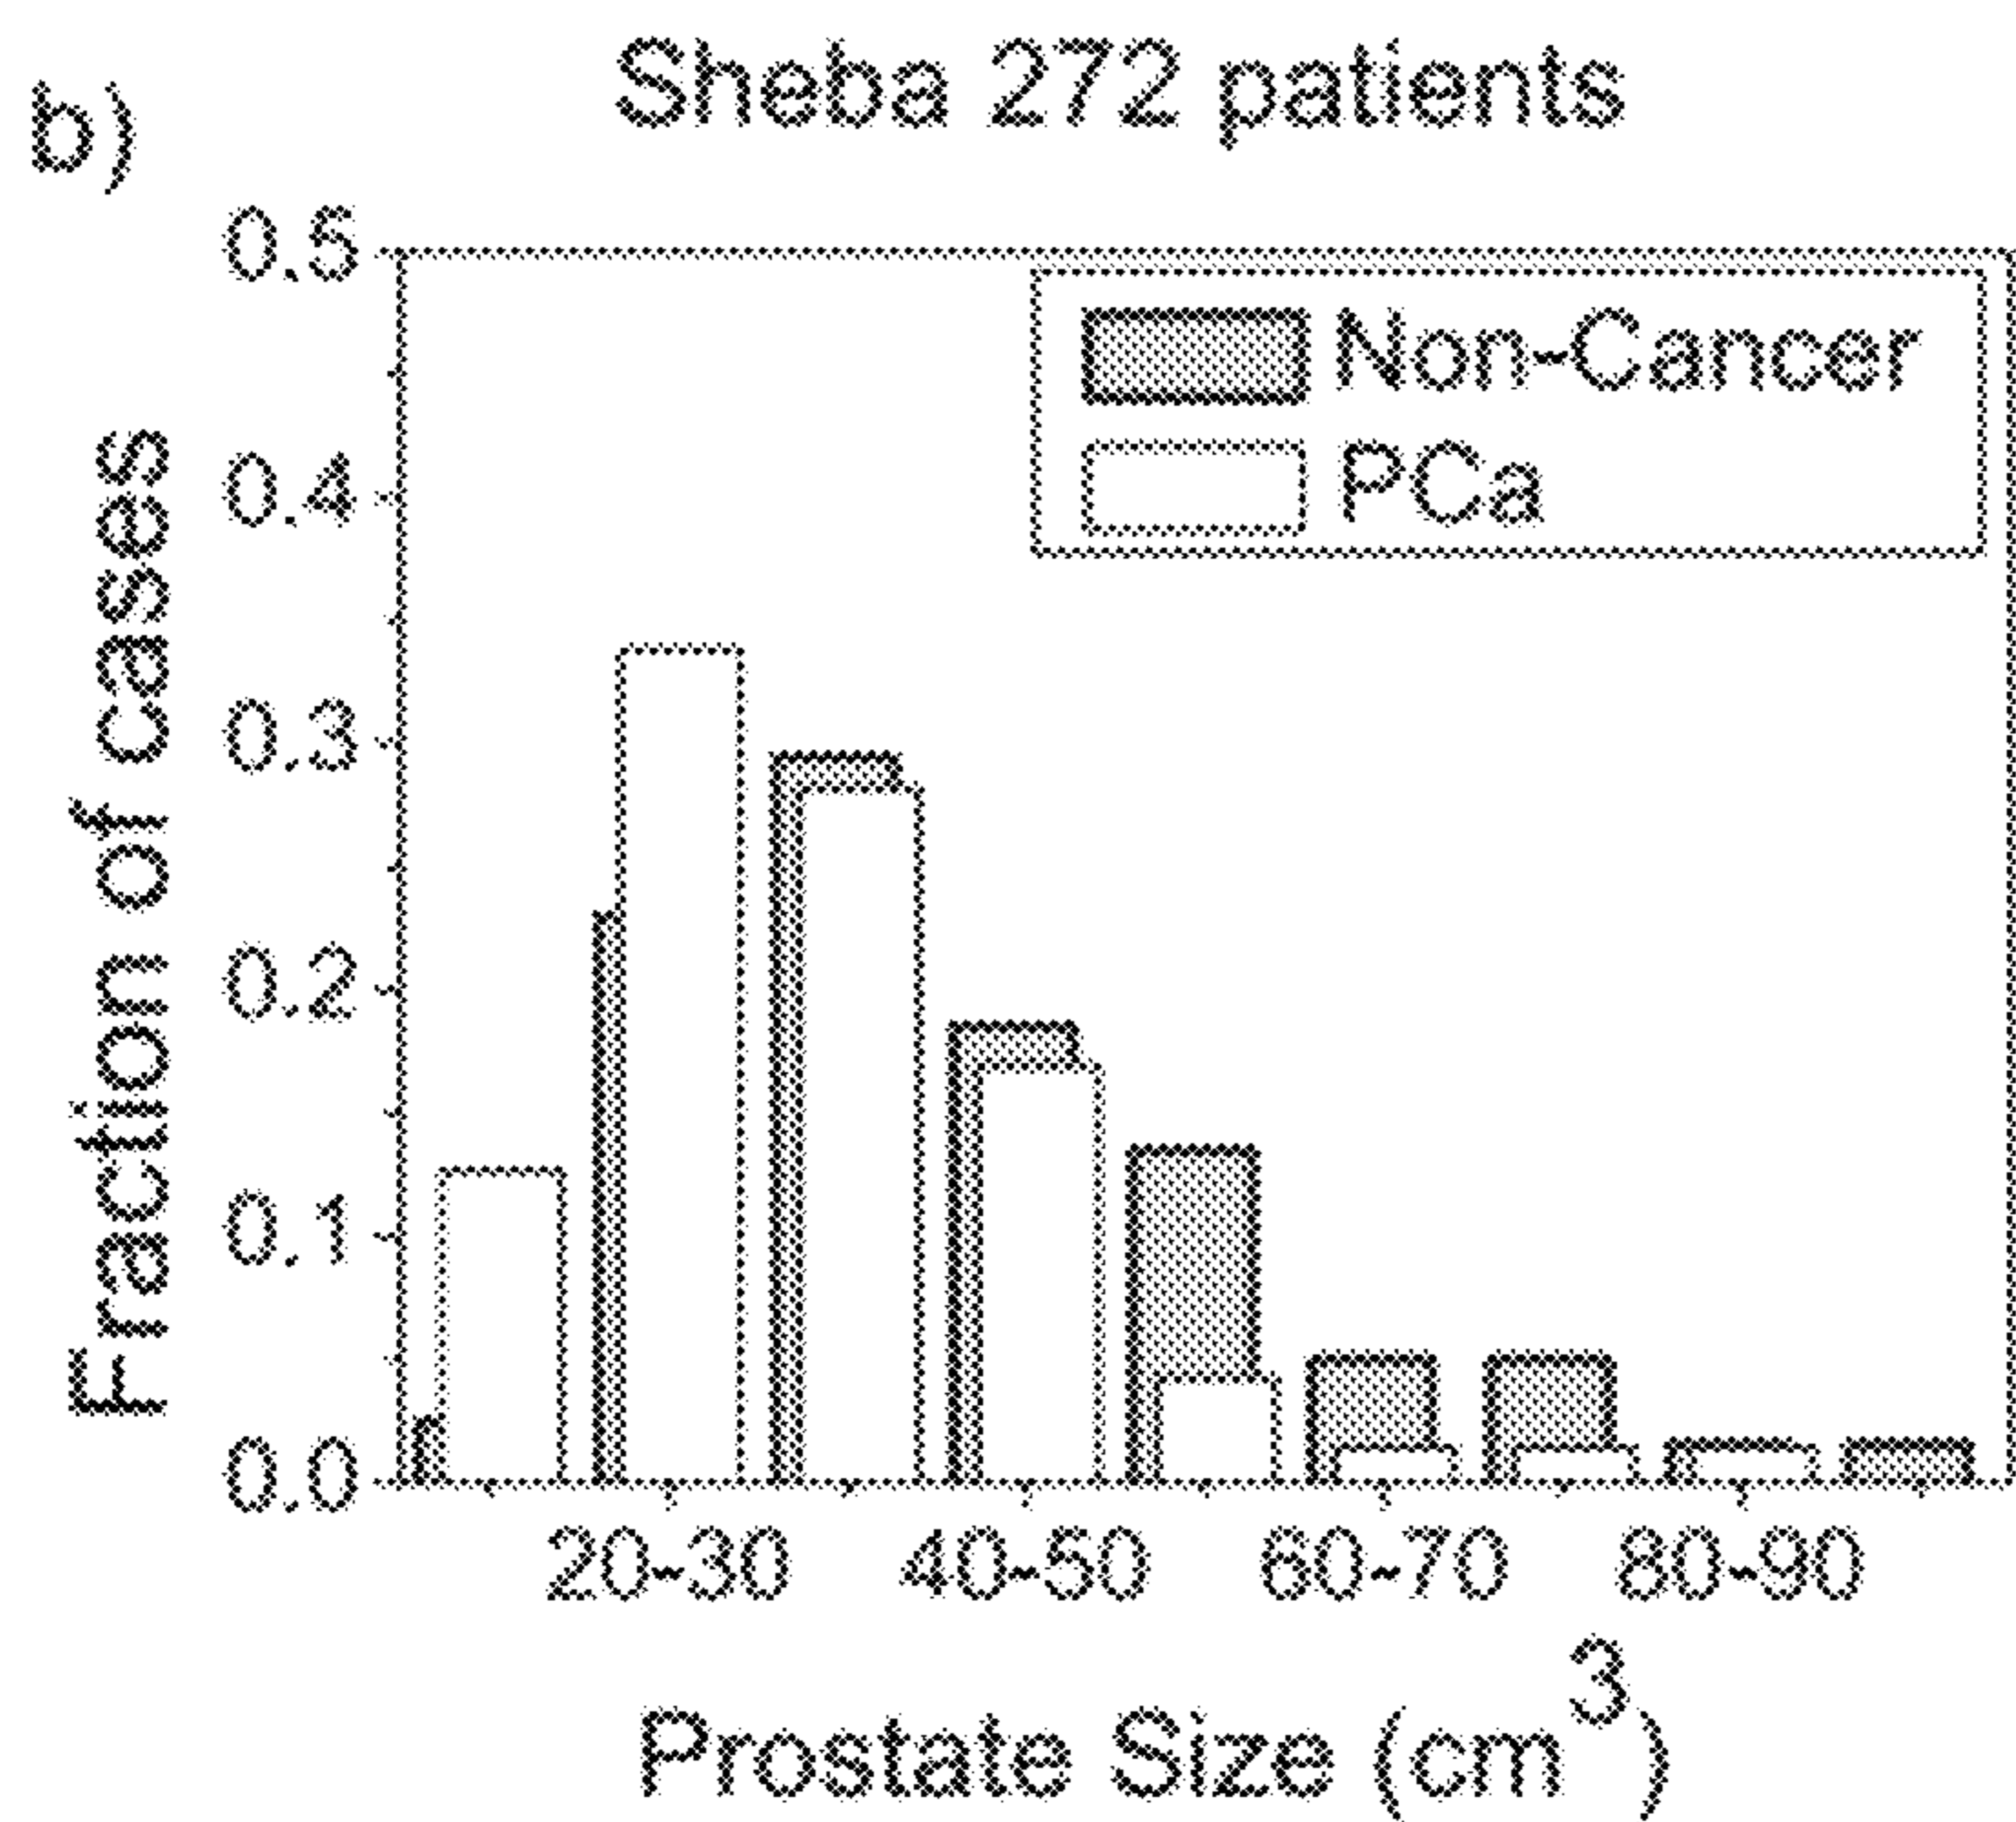 b)
Sheba 272 patients
Fraction of cases
0.5
0.4
0.3
0.2
0.1
0.0
Non-Cancer
PCa
20-30 40-50 60-70 80-90
Prostate Size (cm³)